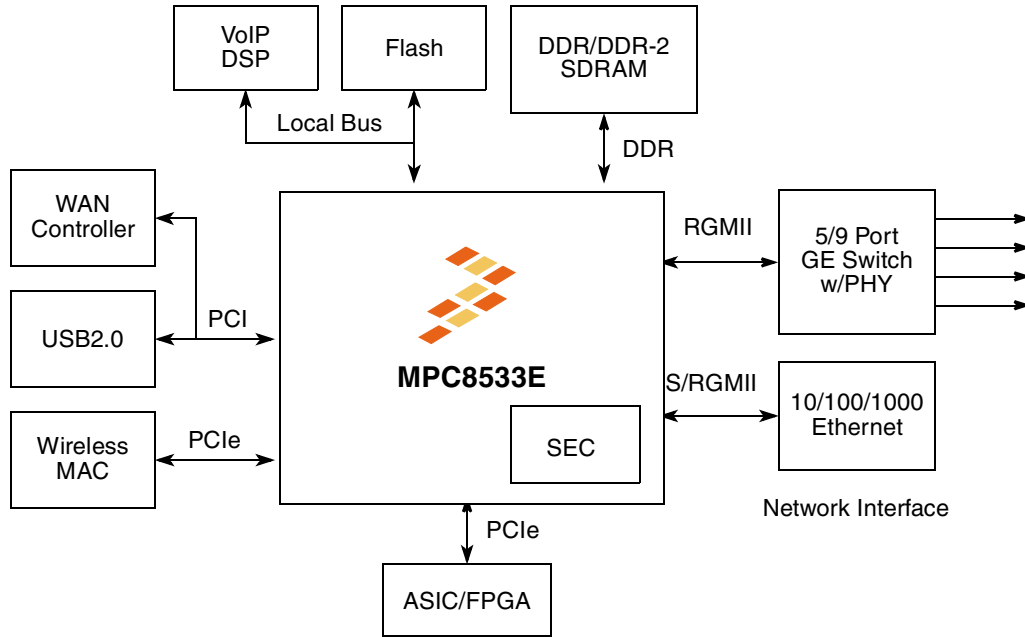 VoIP
DSP
Flash
DDR/DDR-2
SDRAM
Local Bus
DDR
WAN
Controller
RGMII
5/9 Port
GE Switch
w/PHY
USB2.0
PCI
MPC8533E
S/RGMII
10/100/1000
Ethernet
Wireless
MAC
PCIe
SEC
Network Interface
PCIe
ASIC/FPGA